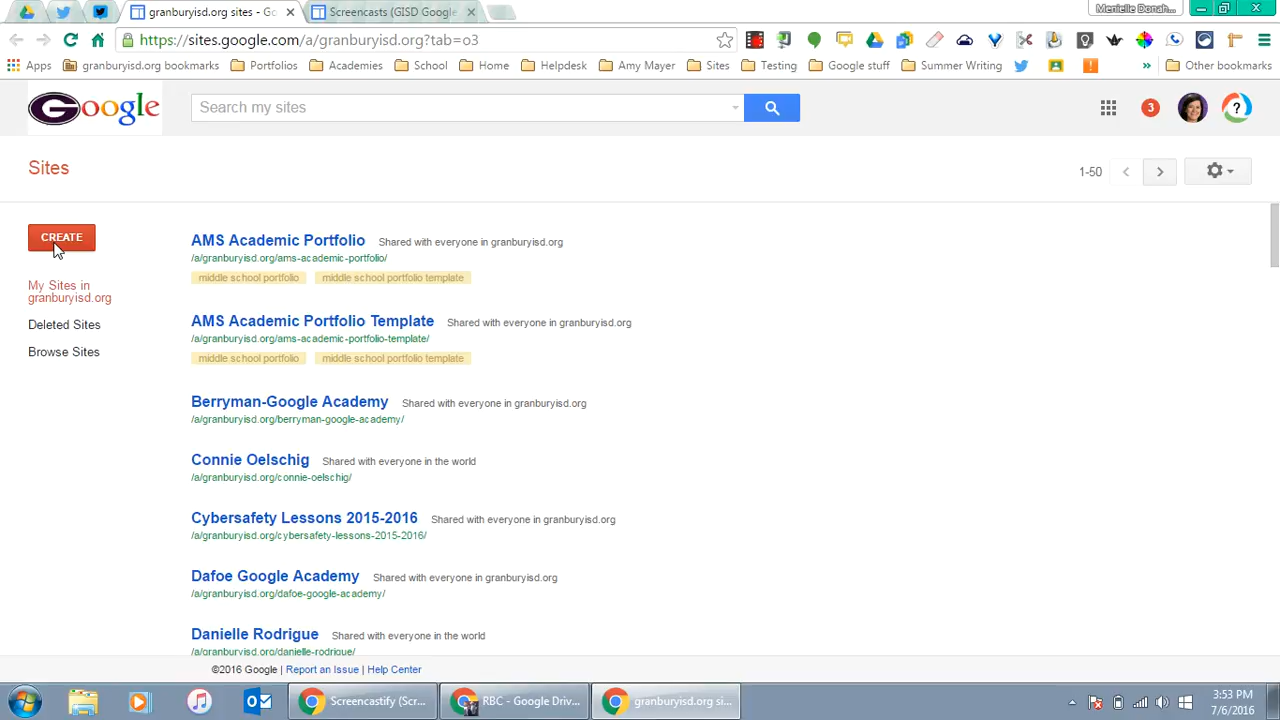 granburyisd.org sites - Go
Screencasts (GISD Google
Menielle Donah...
https://sites.google.com/a/granburyisd.org?tab=o3
Apps
granburyisd.org bookmarks
Portfolios
Academies
School
Home
Helpdesk
Amy Mayer
Sites
Testing
Google stuff
Summer Writing
»
Other bookmarks
Google
Search my sites
3
?
Sites
1-50
CREATE
My Sites in
granburyisd.org
Deleted Sites
Browse Sites
AMS Academic Portfolio Shared with everyone in granburyisd.org
/a/granburyisd.org/ams-academic-portfolio/
middle school portfolio middle school portfolio template
AMS Academic Portfolio Template Shared with everyone in granburyisd.org
/a/granburyisd.org/ams-academic-portfolio-template/
middle school portfolio middle school portfolio template
Berryman-Google Academy Shared with everyone in granburyisd.org
/a/granburyisd.org/berryman-google-academy/
Connie Oelschig Shared with everyone in the world
/a/granburyisd.org/connie-oelschig/
Cybersafety Lessons 2015-2016 Shared with everyone in granburyisd.org
/a/granburyisd.org/cybersafety-lessons-2015-2016/
Dafoe Google Academy Shared with everyone in granburyisd.org
/a/granburyisd.org/dafoe-google-academy/
Danielle Rodrigue Shared with everyone in the world
/a/granburyisd.org/danielle-rodrigue/
©2016 Google | Report an Issue | Help Center
Screencastify (Scr...
RBC - Google Driv...
granburyisd.org si...
3:53 PM
7/6/2016